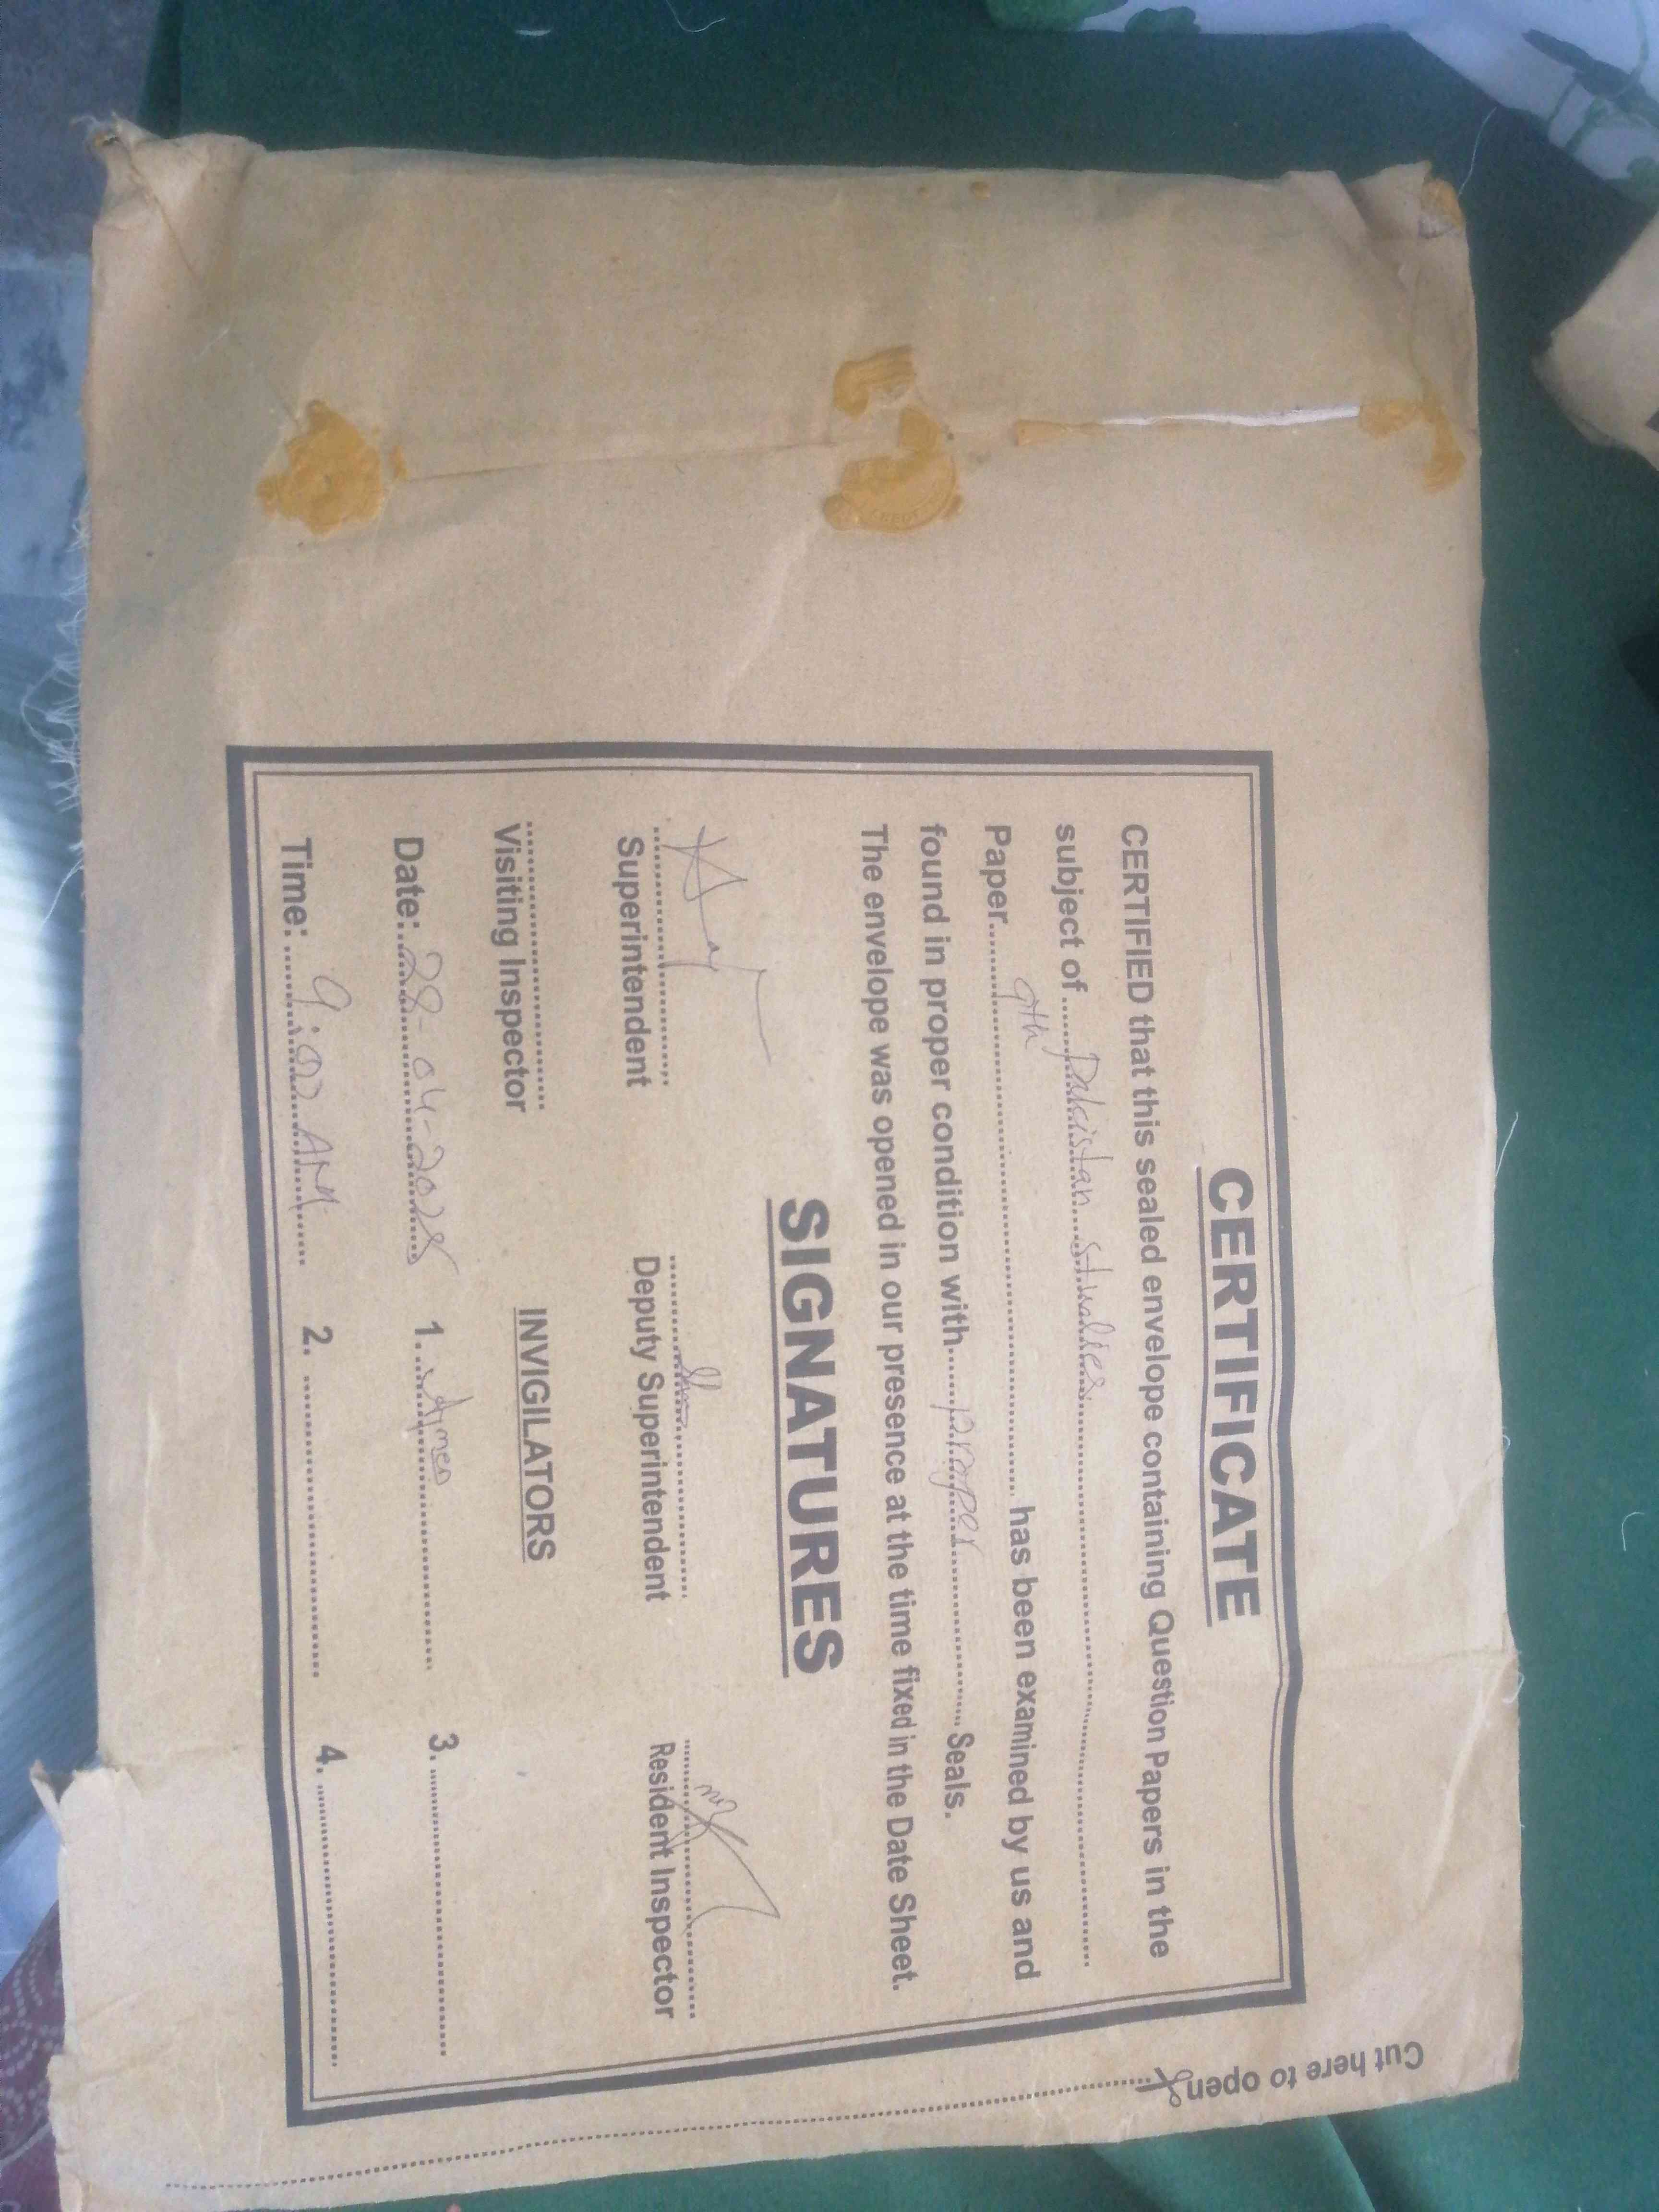 CERTIFICATE
CERTIFIED that this sealed envelope containing Question Papers in the
subject of.....Pakistan studies.....
Paper.....9th..... has been examined by us and
found in proper condition with.....proper.....Seals.
The envelope was opened in our presence at the time fixed in the Date Sheet.
SIGNATURES
Superintendent Deputy Superintendent Resident Inspector
Visiting Inspector INVIGILATORS
Date:..28-04-2025 1. 3.
Time:..9:00 AM 2. 4.
Cut here to open